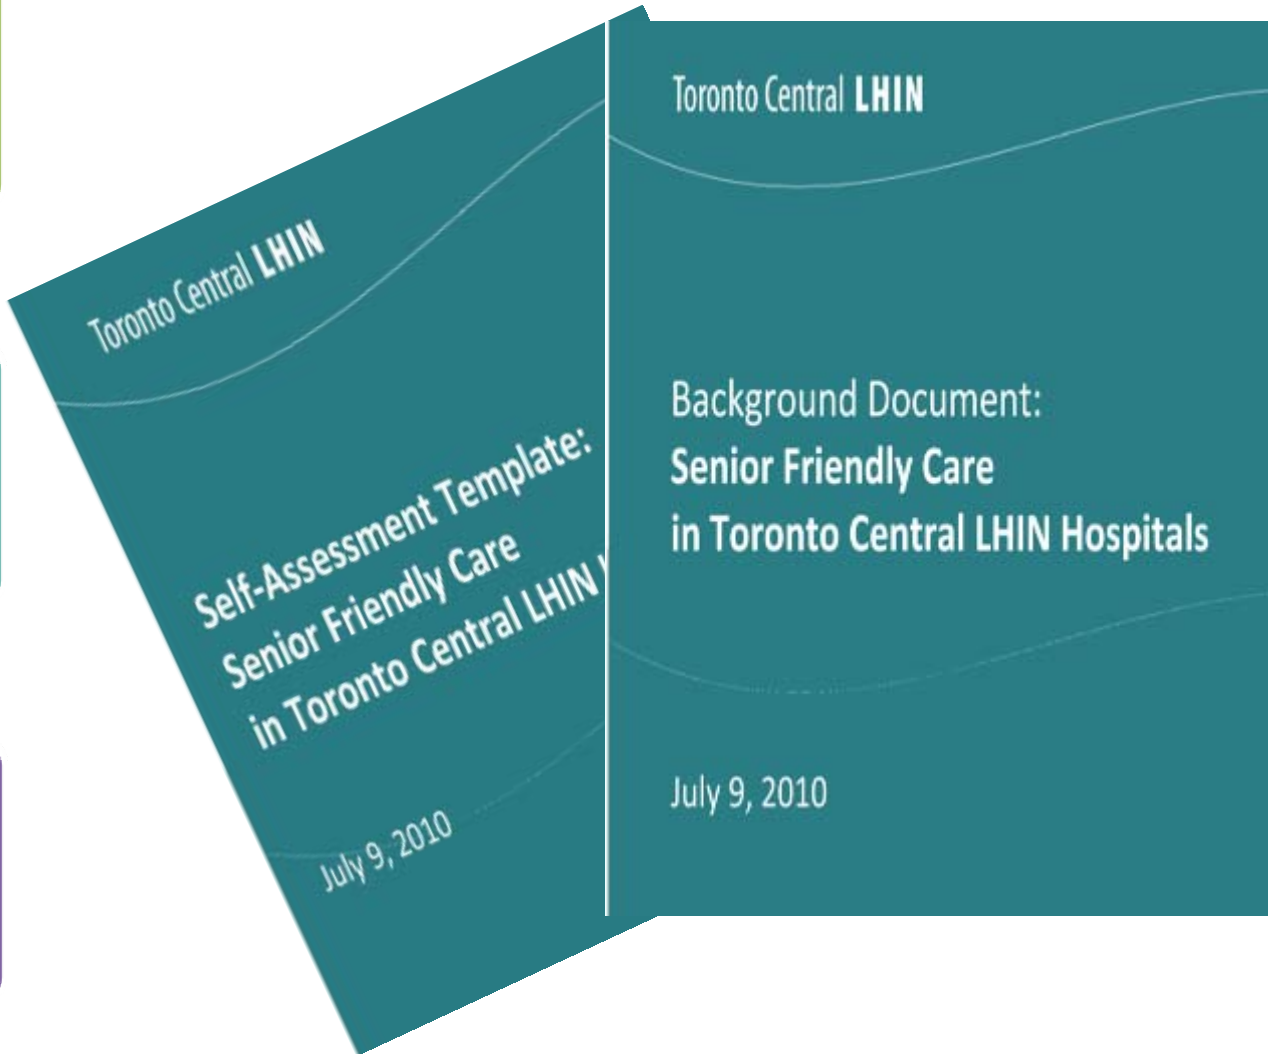 Toronto Central LHIN
Self-Assessment Template:
Senior Friendly Care
in Toronto Central LHIN
July 9, 2010
Toronto Central LHIN
Background Document:
Senior Friendly Care
in Toronto Central LHIN Hospitals
July 9, 2010